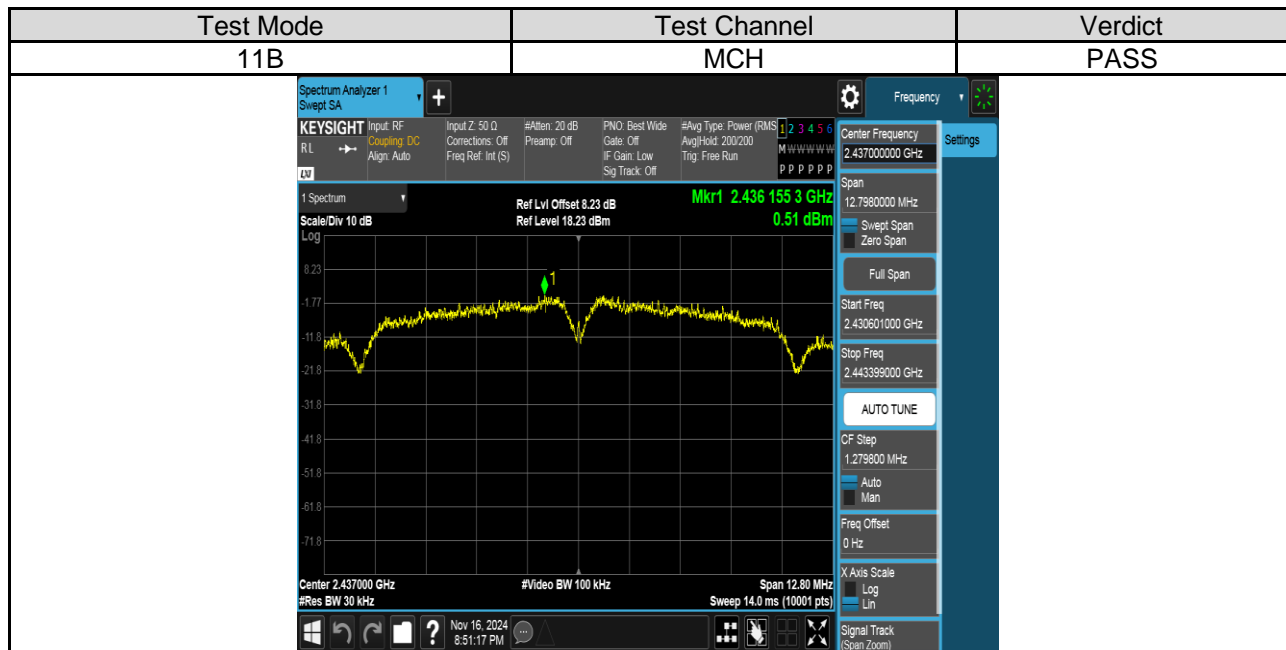 Test Mode Test Channel Verdict
11B MCH PASS
Spectrum Analyzer 1
Swept SA
+
Frequency
KEYSIGHT
RL
LXI
Input: RF
Coupling: DC
Align: Auto
Input Z: 50 Ω
Corrections: Off
Freq Ref: Int (S)
#Atten: 20 dB
Preamp: Off
PNO: Best Wide
Gate: Off
IF Gain: Low
Sig Track: Off
#Avg Type: Power (RMS
Avg|Hold: 200/200
Trig: Free Run
1 2 3 4 5 6
M W W W W W
P P P P P P
1 Spectrum
Scale/Div 10 dB
Log
Ref Lvl Offset 8.23 dB
Ref Level 18.23 dBm
Mkr1 2.436 155 3 GHz
0.51 dBm
8.23
-1.77
-11.8
-21.8
-31.8
-41.8
-51.8
-61.8
-71.8
1
Center 2.437000 GHz
#Res BW 30 kHz
#Video BW 100 kHz
Span 12.80 MHz
Sweep 14.0 ms (10001 pts)
Settings
Center Frequency
2.437000000 GHz
Span
12.7980000 MHz
Swept Span
Zero Span
Full Span
Start Freq
2.430601000 GHz
Stop Freq
2.443399000 GHz
AUTO TUNE
CF Step
1.279800 MHz
Auto
Man
Freq Offset
0 Hz
X Axis Scale
Log
Lin
Signal Track
(Span Zoom)
?
Nov 16, 2024
8:51:17 PM